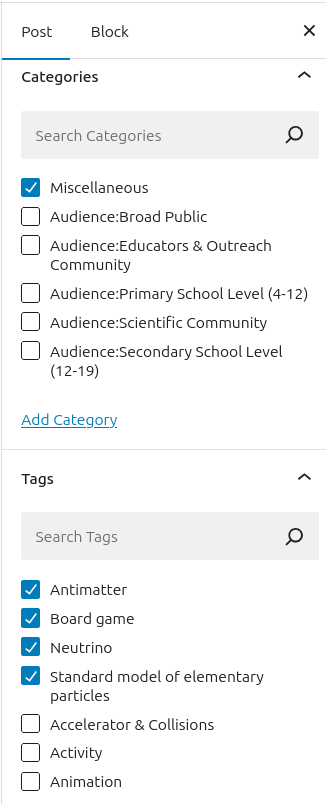 Post Block
Categories
Search Categories
Miscellaneous
Audience:Broad Public
Audience:Educators & Outreach
Community
Audience:Primary School Level (4-12)
Audience:Scientific Community
Audience:Secondary School Level
(12-19)
Add Category
Tags
Search Tags
Antimatter
Board game
Neutrino
Standard model of elementary
particles
Accelerator & Collisions
Activity
Animation